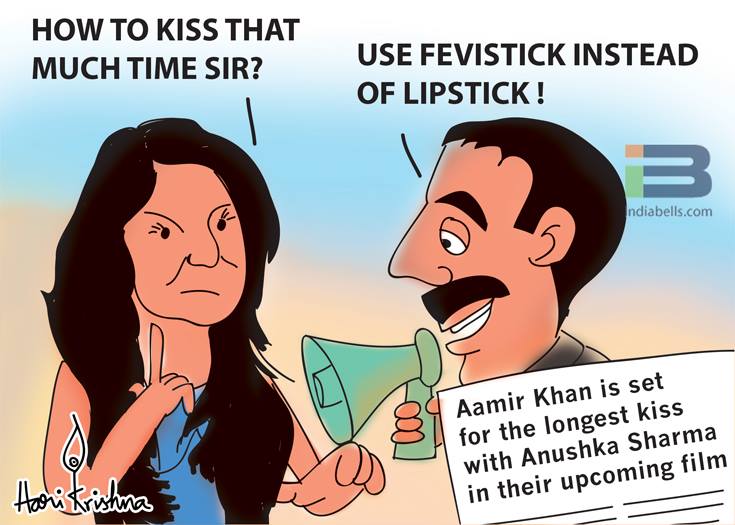 HOW TO KISS THAT
MUCH TIME SIR?
USE FEVISTICK INSTEAD
OF LIPSTICK !
iB
indiabells.com
Aamir Khan is set
for the longest kiss
with Anushka Sharma
in their upcoming film
Hari Krishna